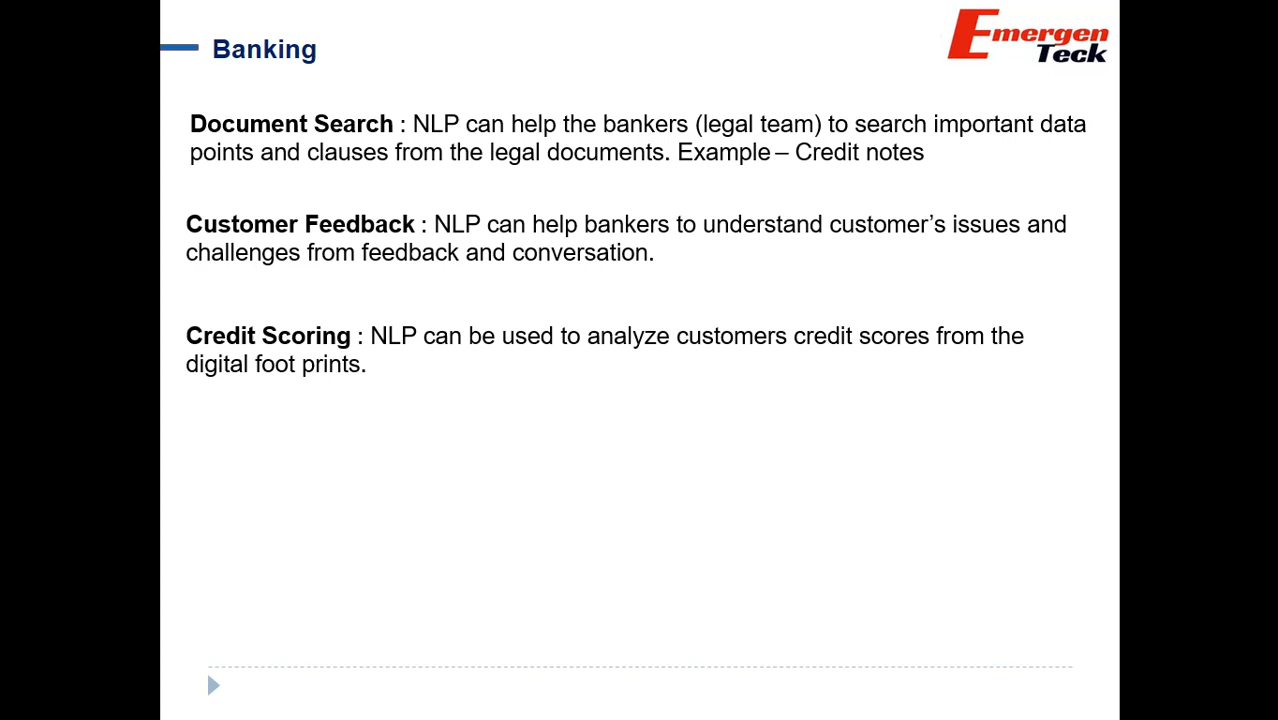 Banking
Emergen
Teck
Document Search : NLP can help the bankers (legal team) to search important data
points and clauses from the legal documents. Example – Credit notes
Customer Feedback : NLP can help bankers to understand customer’s issues and
challenges from feedback and conversation.
Credit Scoring : NLP can be used to analyze customers credit scores from the
digital foot prints.